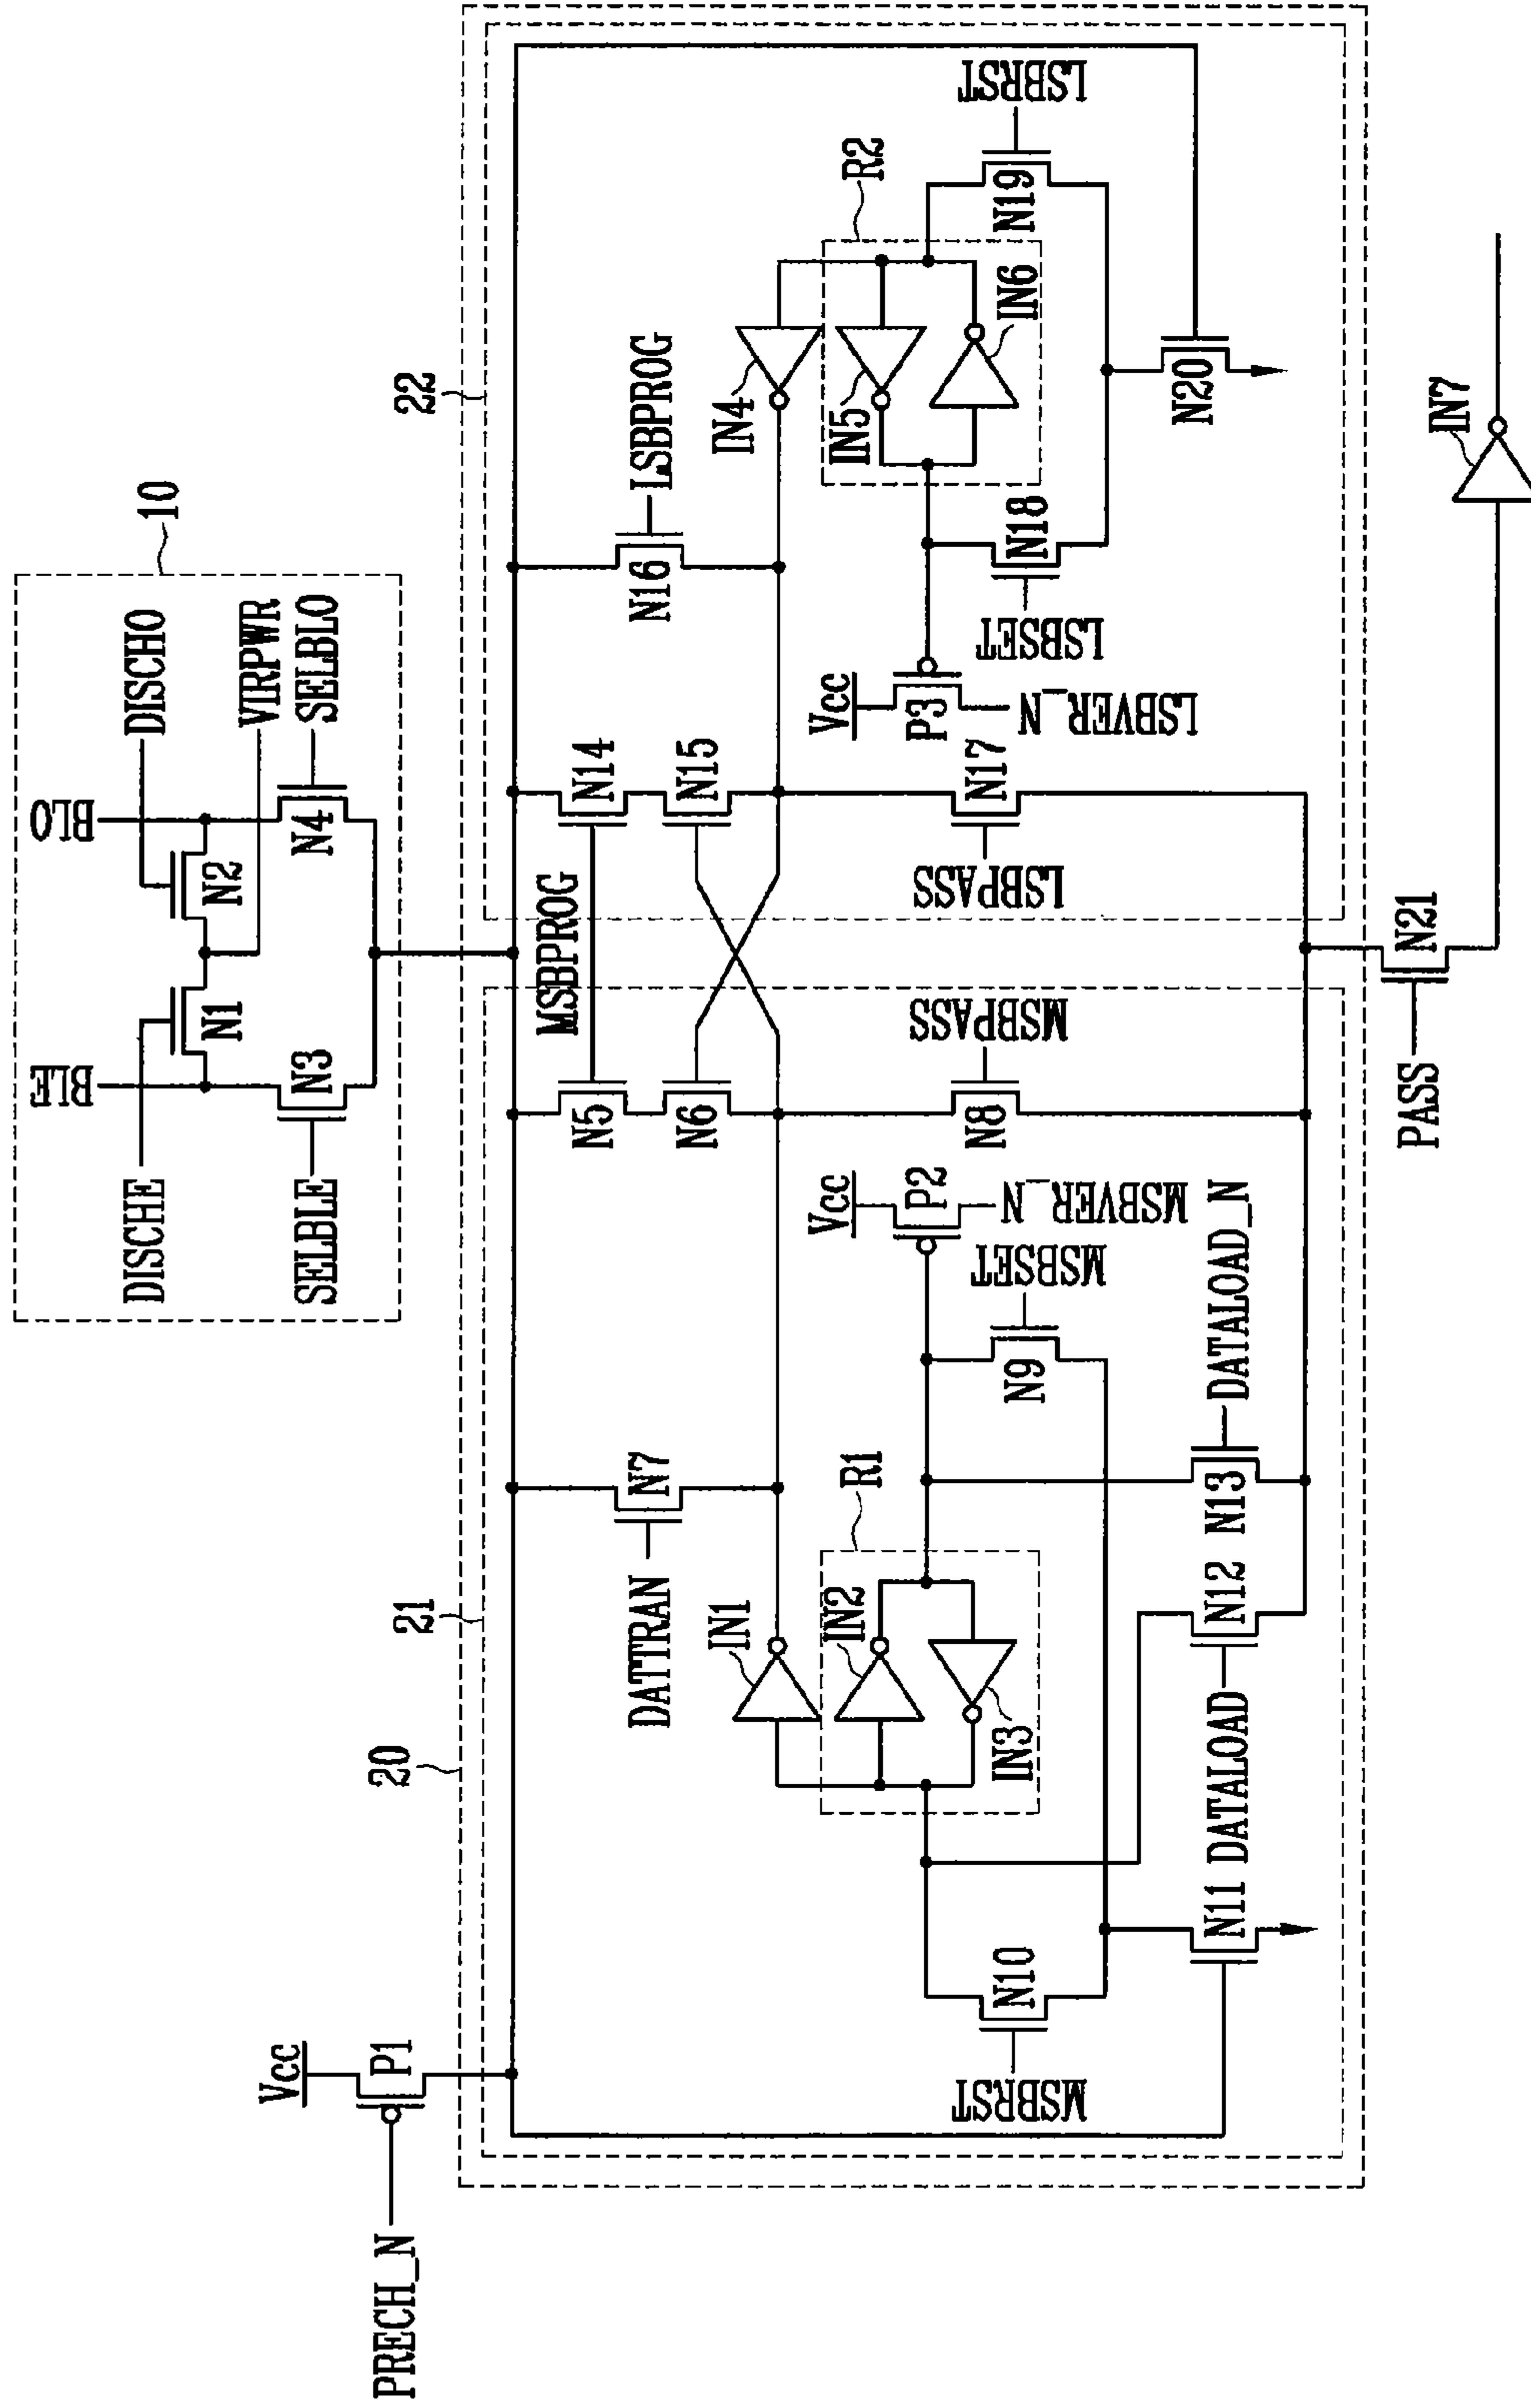 10
DISCHO
VIRPWR
SELBLO
BLO
N2
N4
BLE
N1
N3
DISCHE
SELBLE
Vcc
P1
PRECH_N
20
21
22
MSBPROG
N14
N15
N5
N6
N16
LSBPROG
IN4
IN5
IN6
R2
LSBRST
N19
N18
LSBSET
N20
Vcc
P3
LSBVER_N
N17
LSBPASS
MSBPASS
N8
Vcc
P2
MSBVER_N
MSBSET
N9
DATTRAN
N7
IN1
R1
IN2
IN3
N10
MSBRST
N11
DATALOAD
N12
N13
DATALOAD_N
PASS
N21
IN7